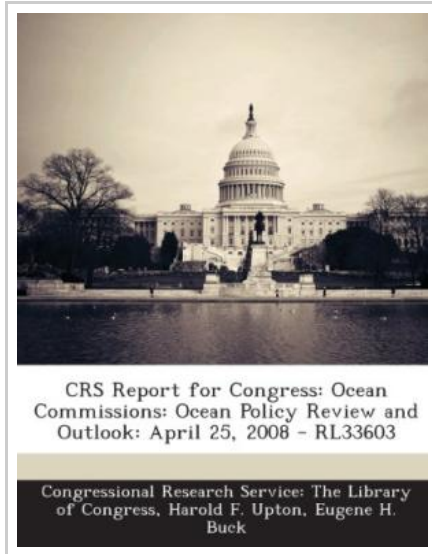 CRS Report for Congress: Ocean
Commissions: Ocean Policy Review and
Outlook: April 25, 2008 - RL33603
Congressional Research Service: The Library
of Congress, Harold F. Upton, Eugene H.
Buck